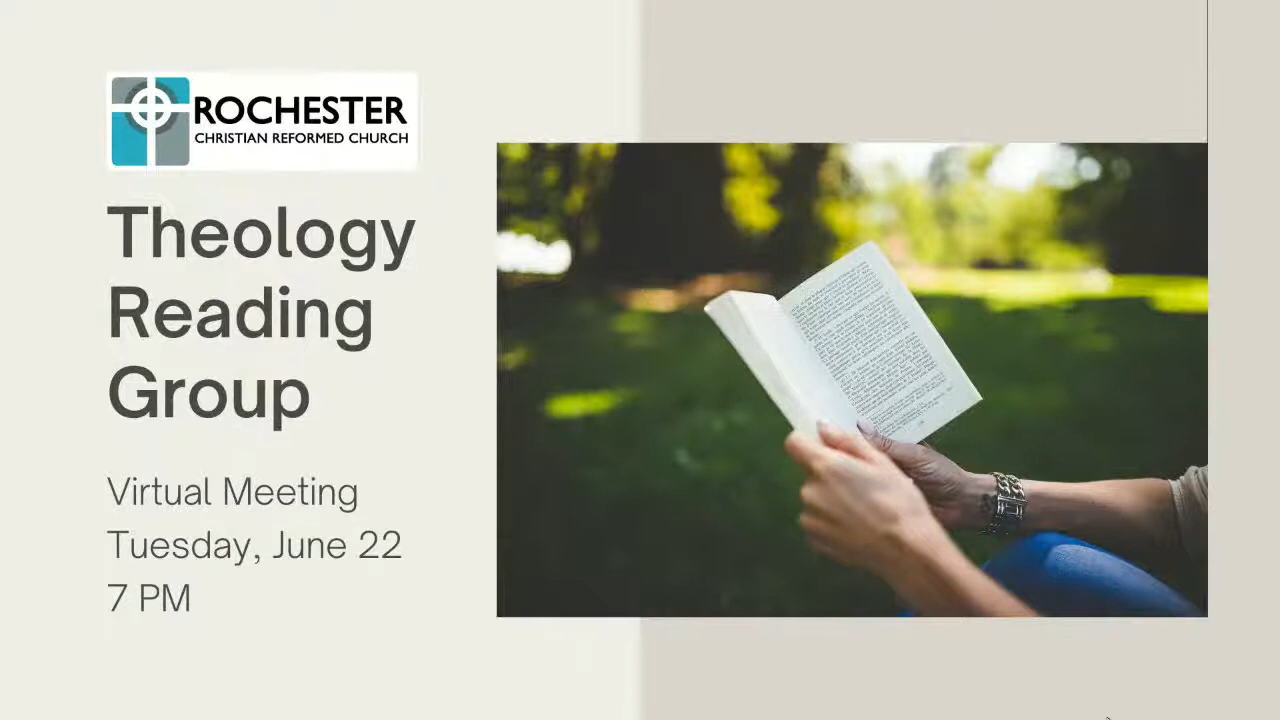 ROCHESTER
CHRISTIAN REFORMED CHURCH
Theology
Reading
Group
Virtual Meeting
Tuesday, June 22
7 PM